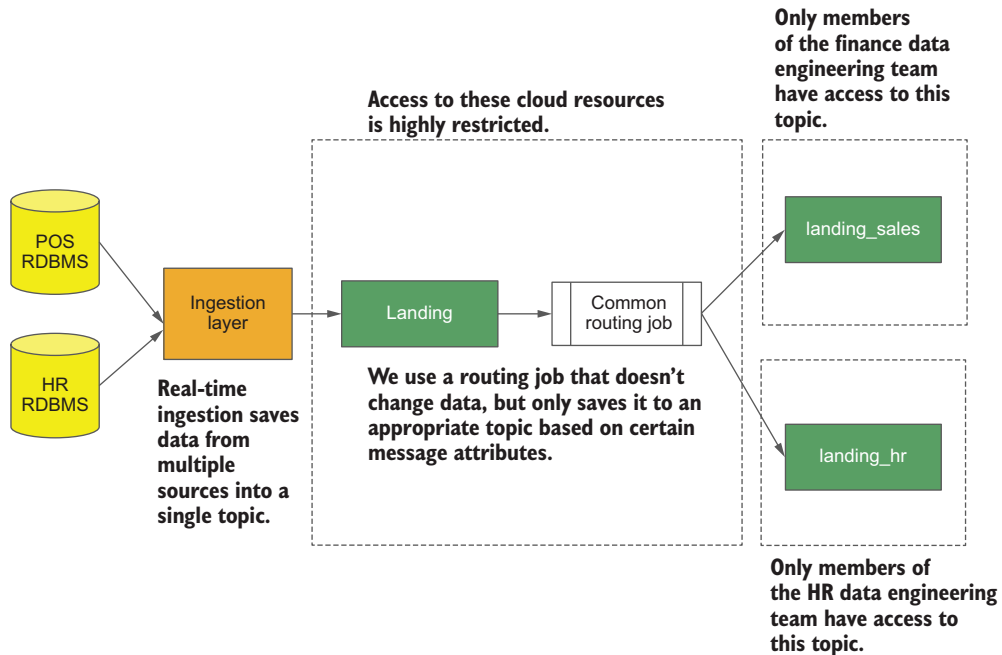 Only members
of the finance data
engineering team
have access to this
topic.
Access to these cloud resources
is highly restricted.
POS
RDBMS
HR
RDBMS
Ingestion
layer
Landing
Common
routing job
landing_sales
landing_hr
Real-time
ingestion saves
data from
multiple
sources into a
single topic.
We use a routing job that doesn’t
change data, but only saves it to an
appropriate topic based on certain
message attributes.
Only members of
the HR data engineering
team have access to
this topic.